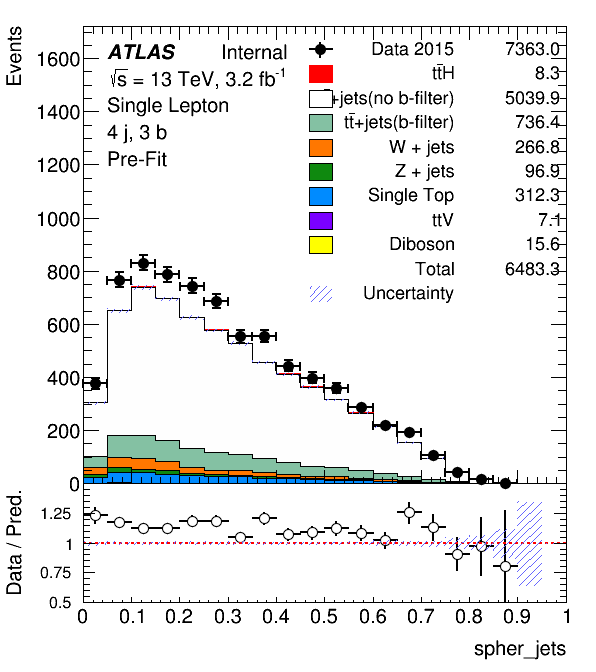 Events
1600
1400
1200
1000
800
600
400
200
0
ATLAS Internal
√s = 13 TeV, 3.2 fb-1
Single Lepton
4 j, 3 b
Pre-Fit
Data 2015 7363.0
tt̄H 8.3
+jets(no b-filter) 5039.9
tt̄+jets(b-filter) 736.4
W + jets 266.8
Z + jets 96.9
Single Top 312.3
ttV 7.1
Diboson 15.6
Total 6483.3
Uncertainty
Data / Pred.
1.25
1
0.75
0.5
0 0.1 0.2 0.3 0.4 0.5 0.6 0.7 0.8 0.9 1
spher_jets